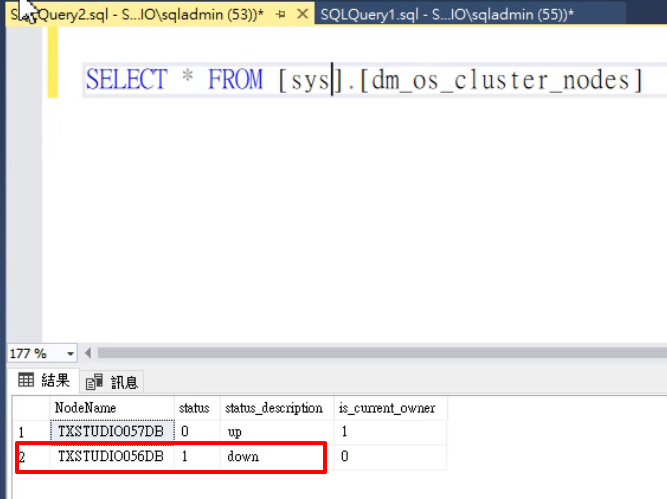 SQLQuery2.sql - S...IO\sqladmin (53))* SQLQuery1.sql - S...IO\sqladmin (55))*
SELECT * FROM [sys].[dm_os_cluster_nodes]
177 %
結果 訊息
NodeName status status_description is_current_owner
1 TXSTUDIO057DB 0 up 1
2 TXSTUDIO056DB 1 down 0